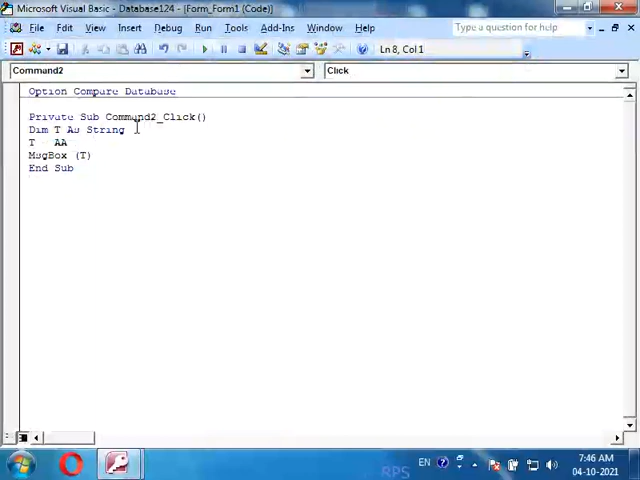 Microsoft Visual Basic - Database124 - [Form_Form1 (Code)]
File Edit View Insert Debug Run Tools Add-Ins Window Help
Type a question for help
Ln 8, Col 1
Command2
Click
Option Compare Database
Private Sub Command2_Click()
Dim T As String
T AA
MsgBox (T)
End Sub
EN
7:46 AM
04-10-2021
RPS